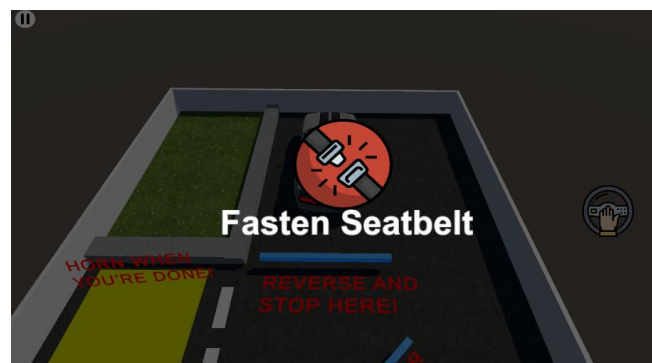 Fasten Seatbelt
HORN WHEN
YOU'RE DONE!
REVERSE AND
STOP HERE!